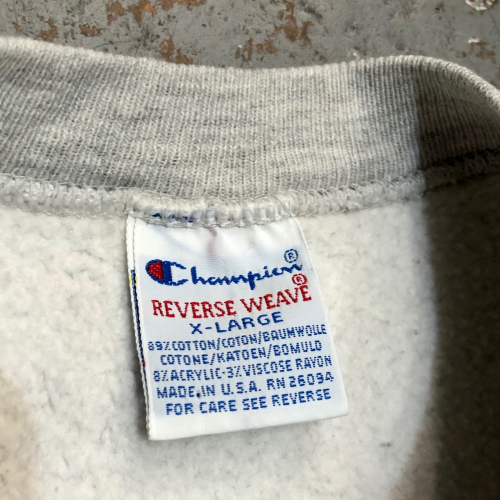 Champion®
REVERSE WEAVE®
X-LARGE
89% COTTON/COTON/BAUMWOLLE
COTONE/KATOEN/BOMULD
8% ACRYLIC-3% VISCOSE RAYON
MADE IN U.S.A. RN 26094
FOR CARE SEE REVERSE